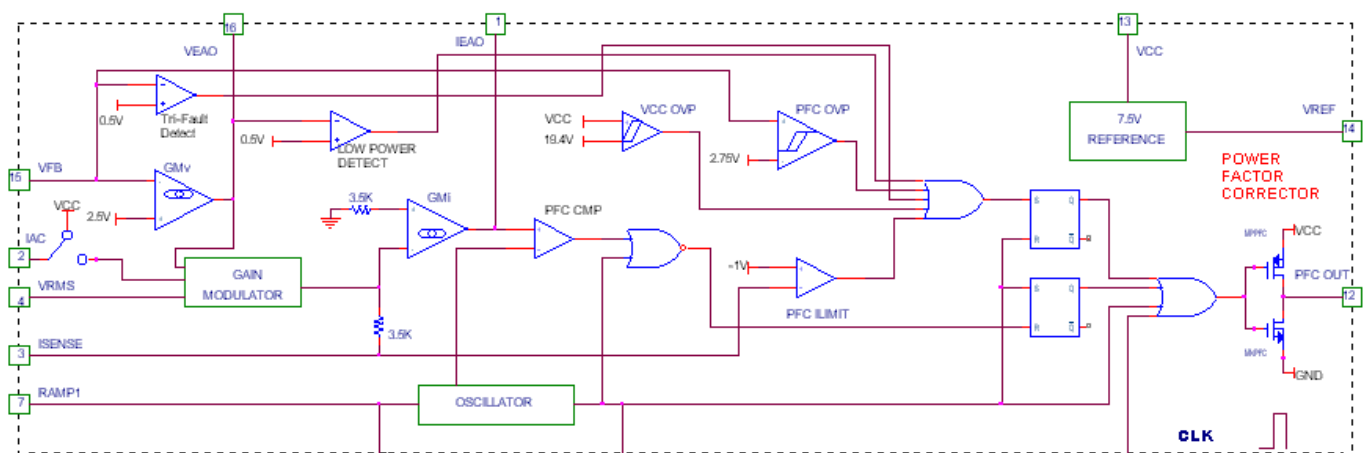 16
1
13
VEAO
IEAO
VCC
0.5V
Tri-Fault
Detect
0.5V
LOW POWER
DETECT
VCC OVP
VCC
19.4V
PFC OVP
2.75V
7.5V
REFERENCE
VREF
14
POWER
FACTOR
CORRECTOR
VFB
15
GMv
2.5V
VCC
IAC
2
3.5K
GMi
PFC CMP
S
Q
R
Q
VCC
PFC OUT
12
GAIN
MODULATOR
VRMS
4
-1V
PFC ILIMIT
S
Q
R
Q
3.5K
ISENSE
3
GND
RAMP1
7
OSCILLATOR
CLK